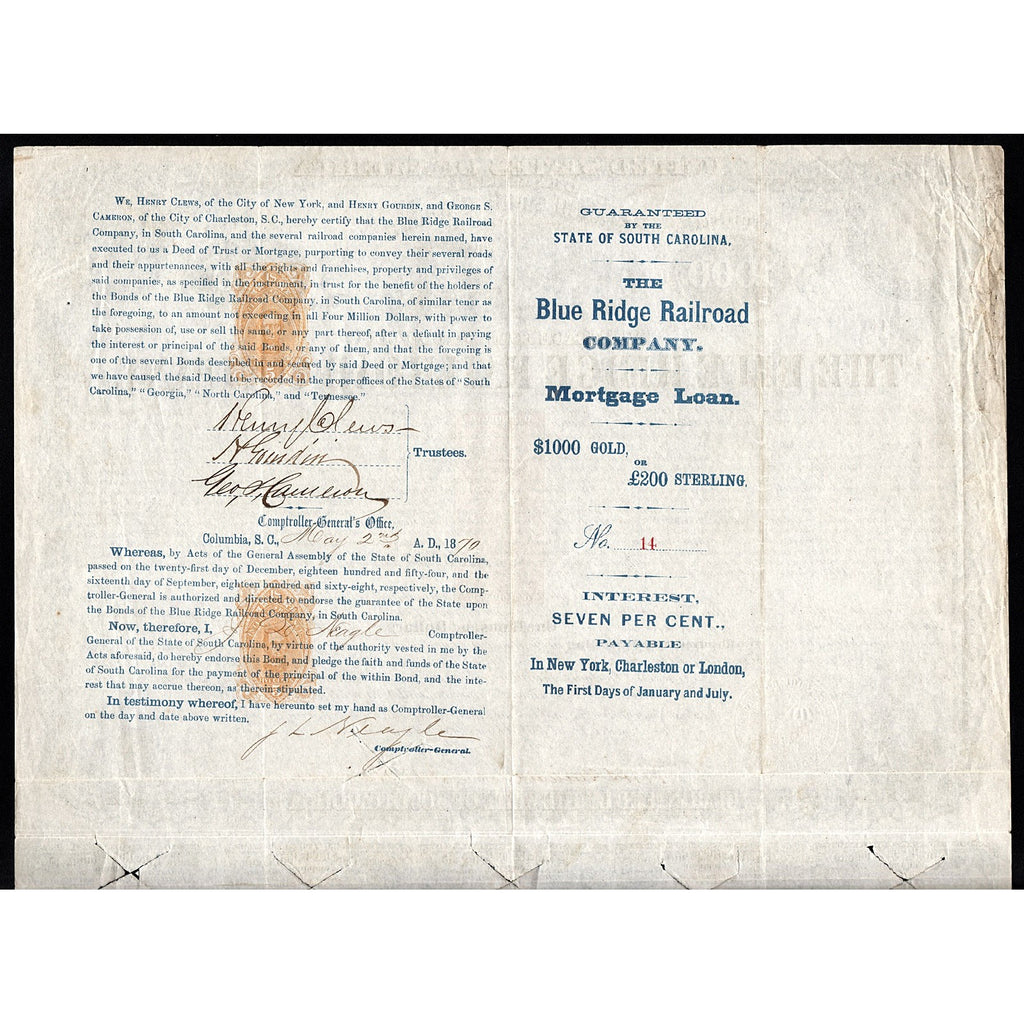 WE, HENRY CLEWS, of the City of New York, and HENRY GOURDIN, and GEORGE S.
CAMERON, of the City of Charleston, S.C., hereby certify that the Blue Ridge Railroad
Company, in South Carolina, and the several railroad companies herein named, have
executed to us a Deed of Trust or Mortgage, purporting to convey their several roads
and their appurtenances, with all the rights and franchises, property and privileges of
said companies, as specified in the instrument, in trust for the benefit of the holders
of the Bonds of the Blue Ridge Railroad Company, in South Carolina, of similar tenor as
the foregoing, to an amount not exceeding in all Four Million Dollars, with power to
take possession of, use or sell the same, or any part thereof, after a default in paying
the interest or principal of the said Bonds, or any of them, and that the foregoing is
one of the several Bonds described in and secured by said Deed or Mortgage; and that
we have caused the said Deed to be recorded in the proper offices of the States of "South
Carolina," "Georgia," "North Carolina," and "Tennessee."
Henry Clews
H Gourdin
Geo. S. Cameron
Trustees.
Comptroller-General's Office,
Columbia, S. C., May 2nd A. D., 1870
Whereas, by Acts of the General Assembly of the State of South Carolina,
passed on the twenty-first day of December, eighteen hundred and fifty-four, and the
sixteenth day of September, eighteen hundred and sixty-eight, respectively, the Comp-
troller-General is authorized and directed to endorse the guarantee of the State upon
the Bonds of the Blue Ridge Railroad Company, in South Carolina.
Now, therefore, I, J. L. Neagle Comptroller-
General of the State of South Carolina, by virtue of the authority vested in me by the
Acts aforesaid, do hereby endorse this Bond, and pledge the faith and funds of the State
of South Carolina for the payment of the principal of the within Bond, and the inte-
rest that may accrue thereon, as therein stipulated.
In testimony whereof, I have hereunto set my hand as Comptroller-General
on the day and date above written.
J L Neagle
Comptroller-General.
GUARANTEED
BY THE
STATE OF SOUTH CAROLINA,
THE
Blue Ridge Railroad
COMPANY.
Mortgage Loan.
$1000 GOLD,
OR
£200 STERLING.
No. 14
INTEREST,
SEVEN PER CENT.,
PAYABLE
In New York, Charleston or London,
The First Days of January and July.